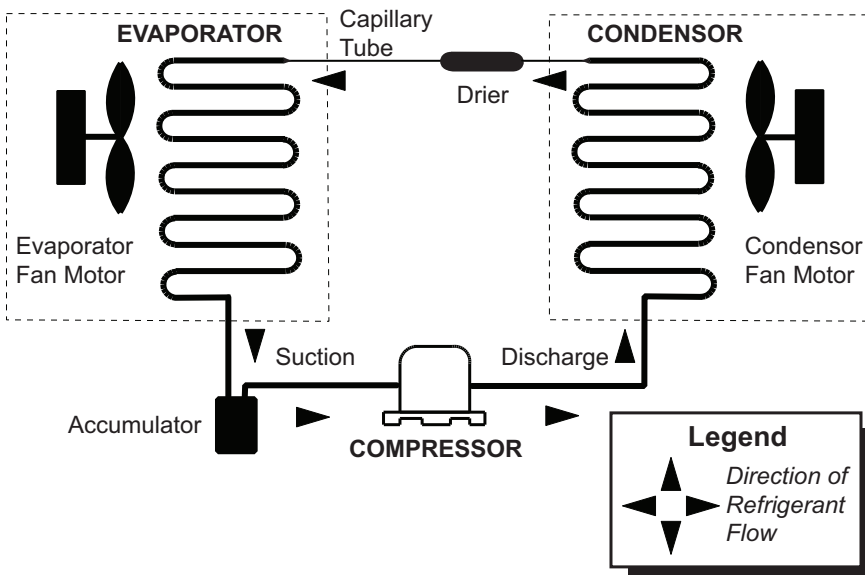 EVAPORATOR
Capillary
Tube
CONDENSOR
Drier
Evaporator
Fan Motor
Condensor
Fan Motor
Suction
Discharge
Accumulator
COMPRESSOR
Legend
Direction of
Refrigerant
Flow